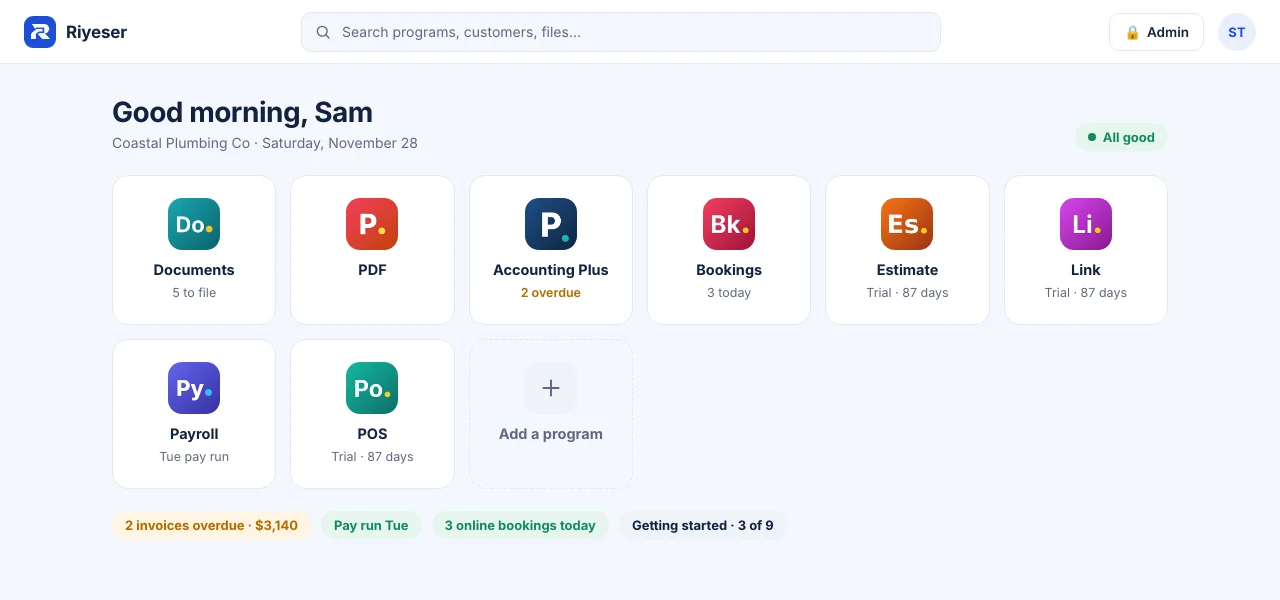 Riyeser
Search programs, customers, files...
🔒 Admin
ST
Good morning, Sam
Coastal Plumbing Co · Saturday, November 28
All good
Do.
P.
P.
Bk.
Es.
Li.
Documents
PDF
Accounting Plus
Bookings
Estimate
Link
5 to file
2 overdue
3 today
Trial · 87 days
Trial · 87 days
Py.
Po.
+
Payroll
POS
Add a program
Tue pay run
Trial · 87 days
2 invoices overdue · $3,140
Pay run Tue
3 online bookings today
Getting started · 3 of 9